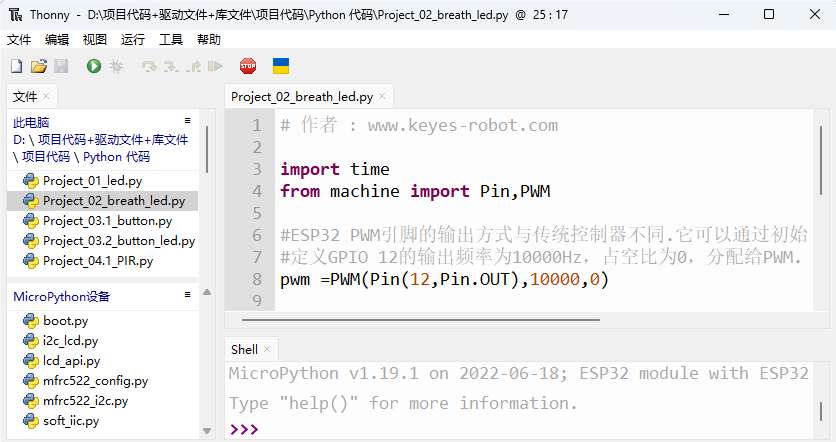 Thonny - D:\项目代码+驱动文件+库文件\项目代码\Python 代码\Project_02_breath_led.py @ 25 : 17
文件 编辑 视图 运行 工具 帮助
STOP
文件 ×
此电脑
D: \ 项目代码+驱动文件+库文件
\ 项目代码 \ Python 代码
Project_01_led.py
Project_02_breath_led.py
Project_03.1_button.py
Project_03.2_button_led.py
Project_04.1_PIR.py
MicroPython设备
boot.py
i2c_lcd.py
lcd_api.py
mfrc522_config.py
mfrc522_i2c.py
soft_iic.py
Project_02_breath_led.py ×
1 # 作者 : www.keyes-robot.com
2
3 import time
4 from machine import Pin,PWM
5
6 #ESP32 PWM引脚的输出方式与传统控制器不同.它可以通过初始
7 #定义GPIO 12的输出频率为10000Hz，占空比为0，分配给PWM.
8 pwm =PWM(Pin(12,Pin.OUT),10000,0)
9
Shell ×
MicroPython v1.19.1 on 2022-06-18; ESP32 module with ESP32
Type "help()" for more information.
>>>